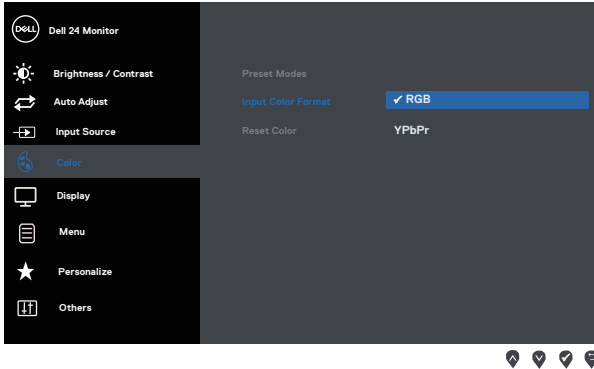 DELL Dell 24 Monitor
Brightness / Contrast
Preset Modes
Auto Adjust
Input Color Format
RGB
Input Source
Reset Color
YPbPr
Color
Display
Menu
Personalize
Others